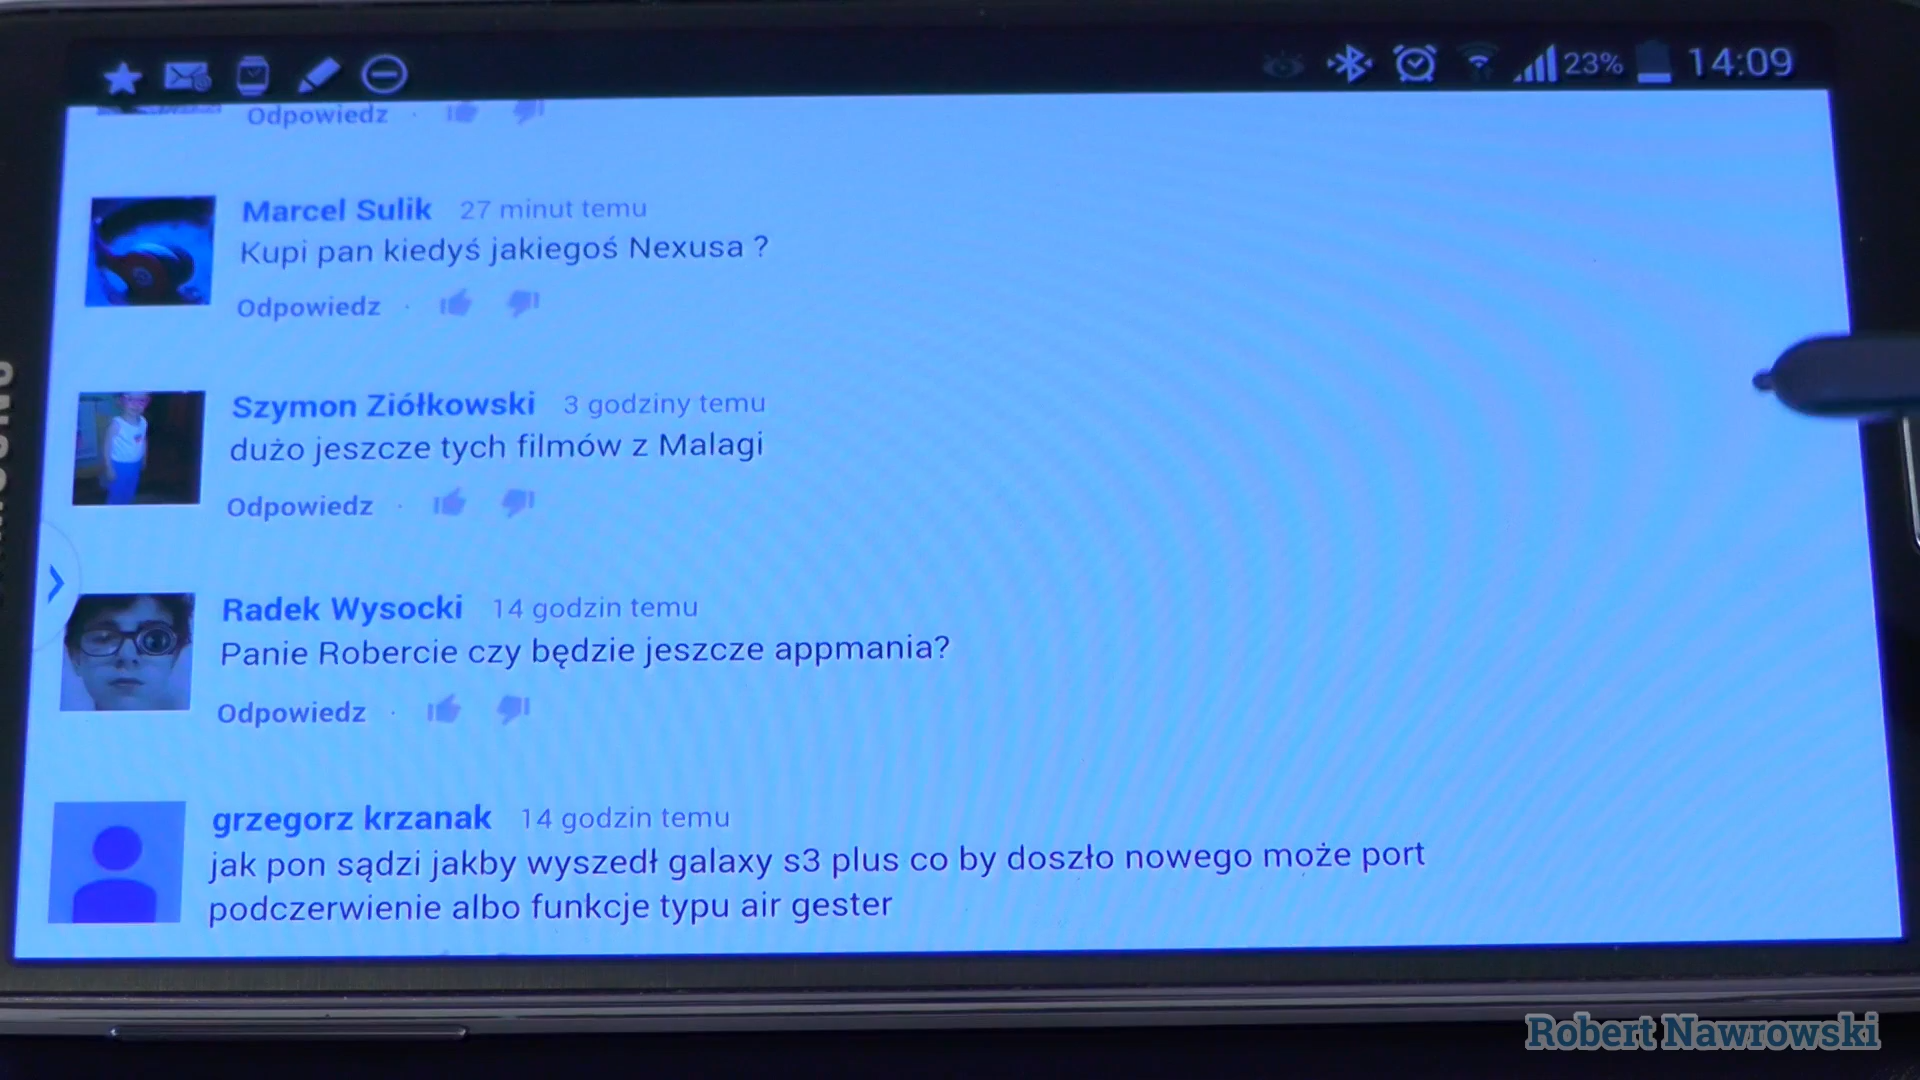 23% 14:09
Odpowiedz
Marcel Sulik 27 minut temu
Kupi pan kiedyś jakiegoś Nexusa ?
Odpowiedz
Szymon Ziółkowski 3 godziny temu
dużo jeszcze tych filmów z Malagi
Odpowiedz
Radek Wysocki 14 godzin temu
Panie Robercie czy będzie jeszcze appmania?
Odpowiedz
grzegorz krzanak 14 godzin temu
jak pon sądzi jakby wyszedł galaxy s3 plus co by doszło nowego może port
podczerwienie albo funkcje typu air gester
Robert Nawrowski